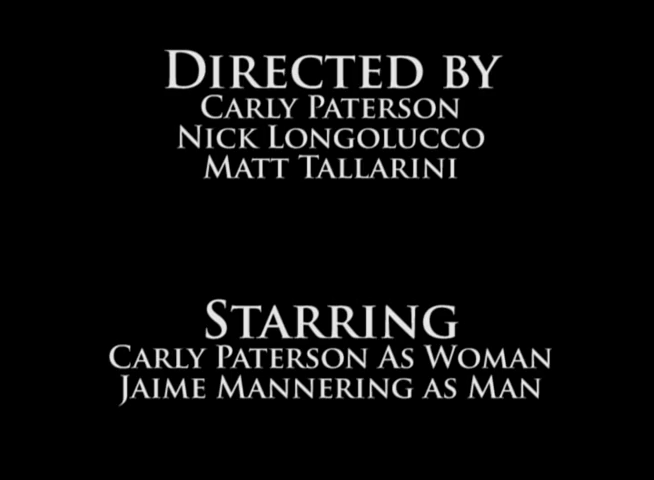 Directed by
Carly Paterson
Nick Longolucco
Matt Tallarini
Starring
Carly Paterson As Woman
Jaime Mannering as Man